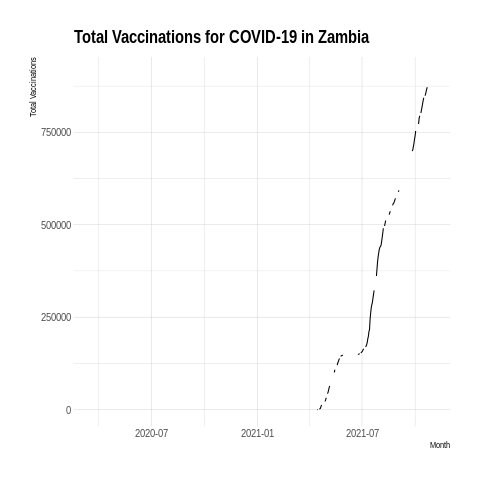 Total Vaccinations for COVID-19 in Zambia
Total Vaccinations
750000
500000
250000
0
2020-07 2021-01 2021-07
Month